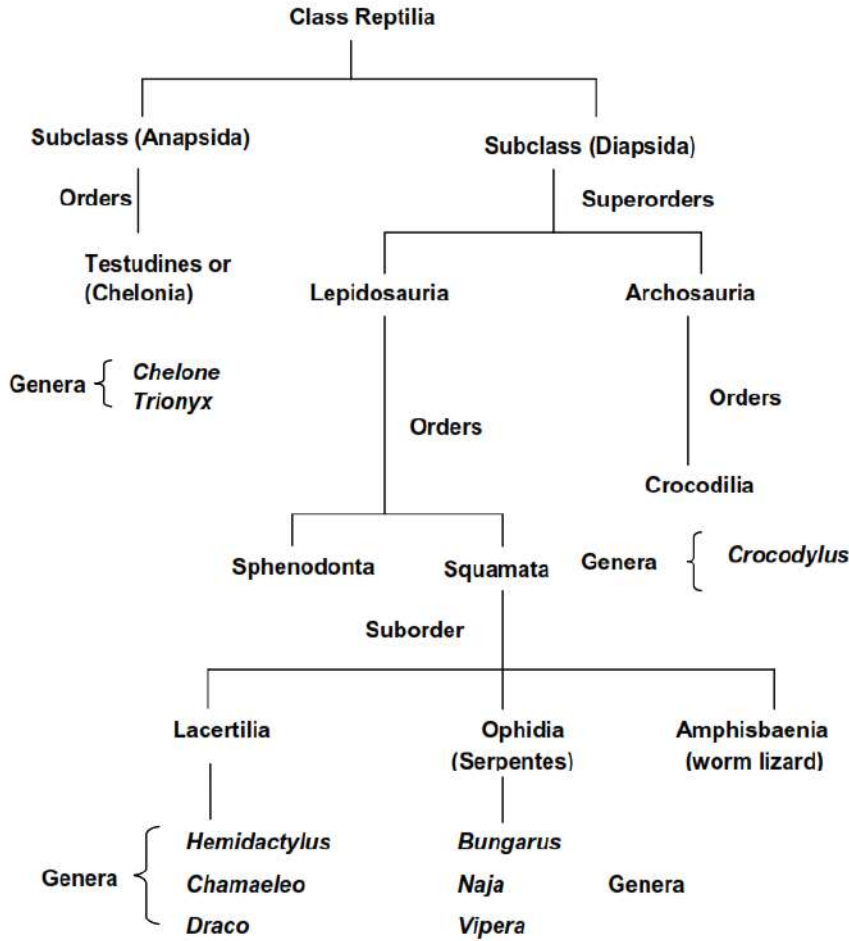 Class Reptilia
Subclass (Anapsida)
Subclass (Diapsida)
Orders
Superorders
Testudines or
(Chelonia)
Lepidosauria
Archosauria
Genera
Chelone
Trionyx
Orders
Orders
Crocodilia
Sphenodonta
Squamata
Genera
Crocodylus
Suborder
Lacertilia
Ophidia
(Serpentes)
Amphisbaenia
(worm lizard)
Genera
Hemidactylus
Chamaeleo
Draco
Bungarus
Naja
Vipera
Genera